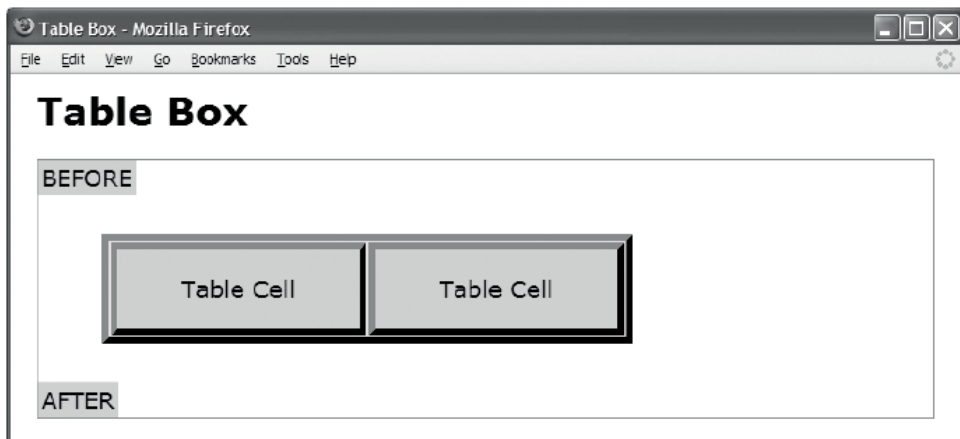 Table Box - Mozilla Firefox
File Edit View Go Bookmarks Tools Help
Table Box
BEFORE
Table Cell Table Cell
AFTER